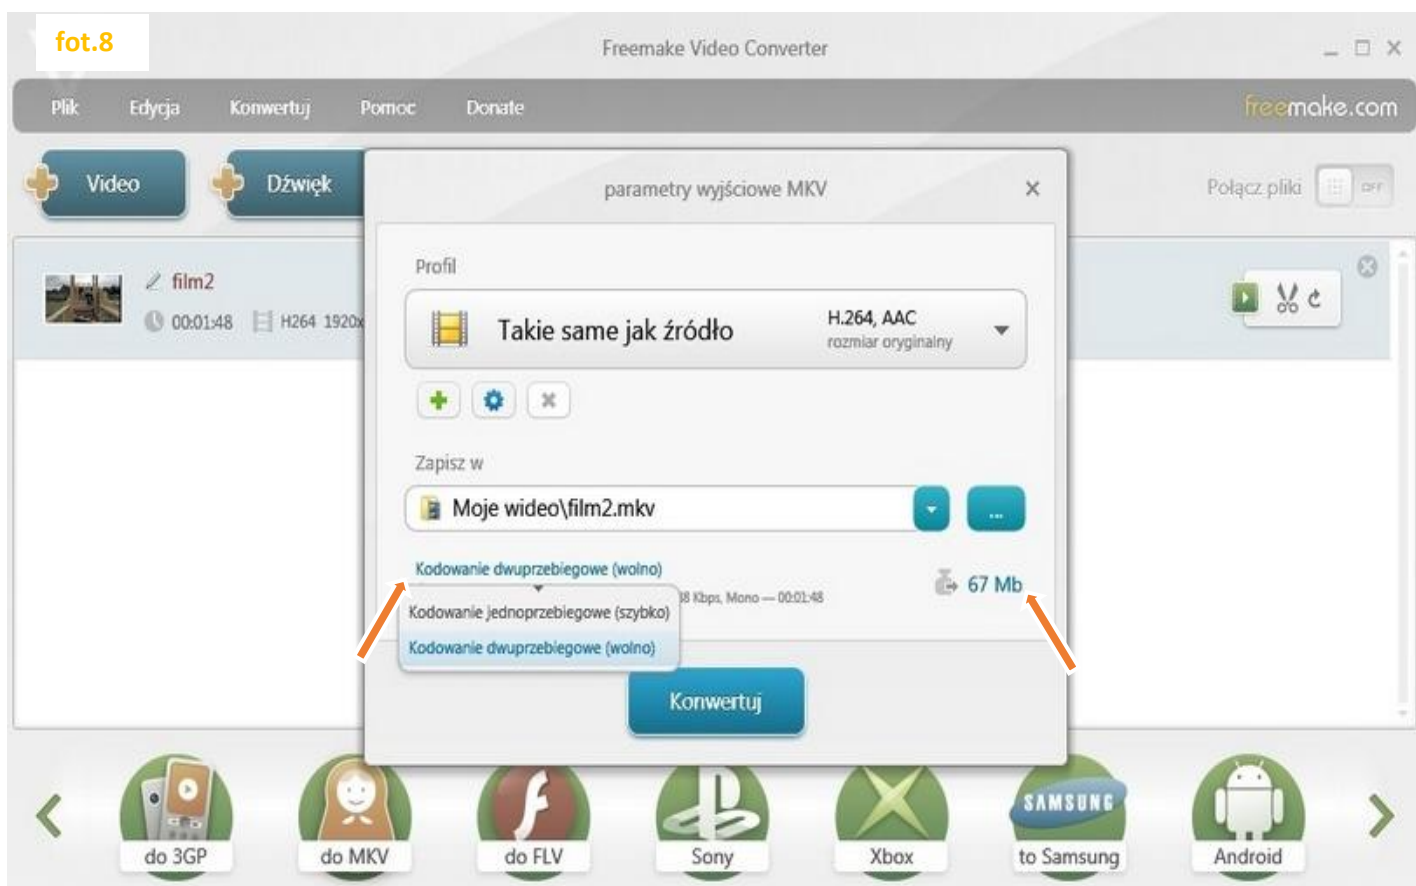 fot.8
Freemake Video Converter
Plik Edycja Konwertuj Pomoc Donate
freemake.com
Video
Dźwięk
Połącz pliki
OFF
parametry wyjściowe MKV
film2
00:01:48 H264 1920x
Profil
Takie same jak źródło
H.264, AAC
rozmiar oryginalny
Zapisz w
Moje wideo\film2.mkv
...
Kodowanie dwuprzebiegowe (wolno)
Kbps, Mono — 00:01:48
67 Mb
Kodowanie jednoprzebiegowe (szybko)
Kodowanie dwuprzebiegowe (wolno)
Konwertuj
do 3GP
do MKV
do FLV
Sony
Xbox
SAMSUNG
to Samsung
Android